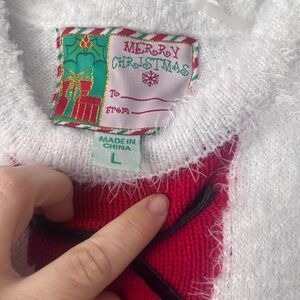 MERRY
CHRISTMAS
To
From
MADE IN
CHINA
L